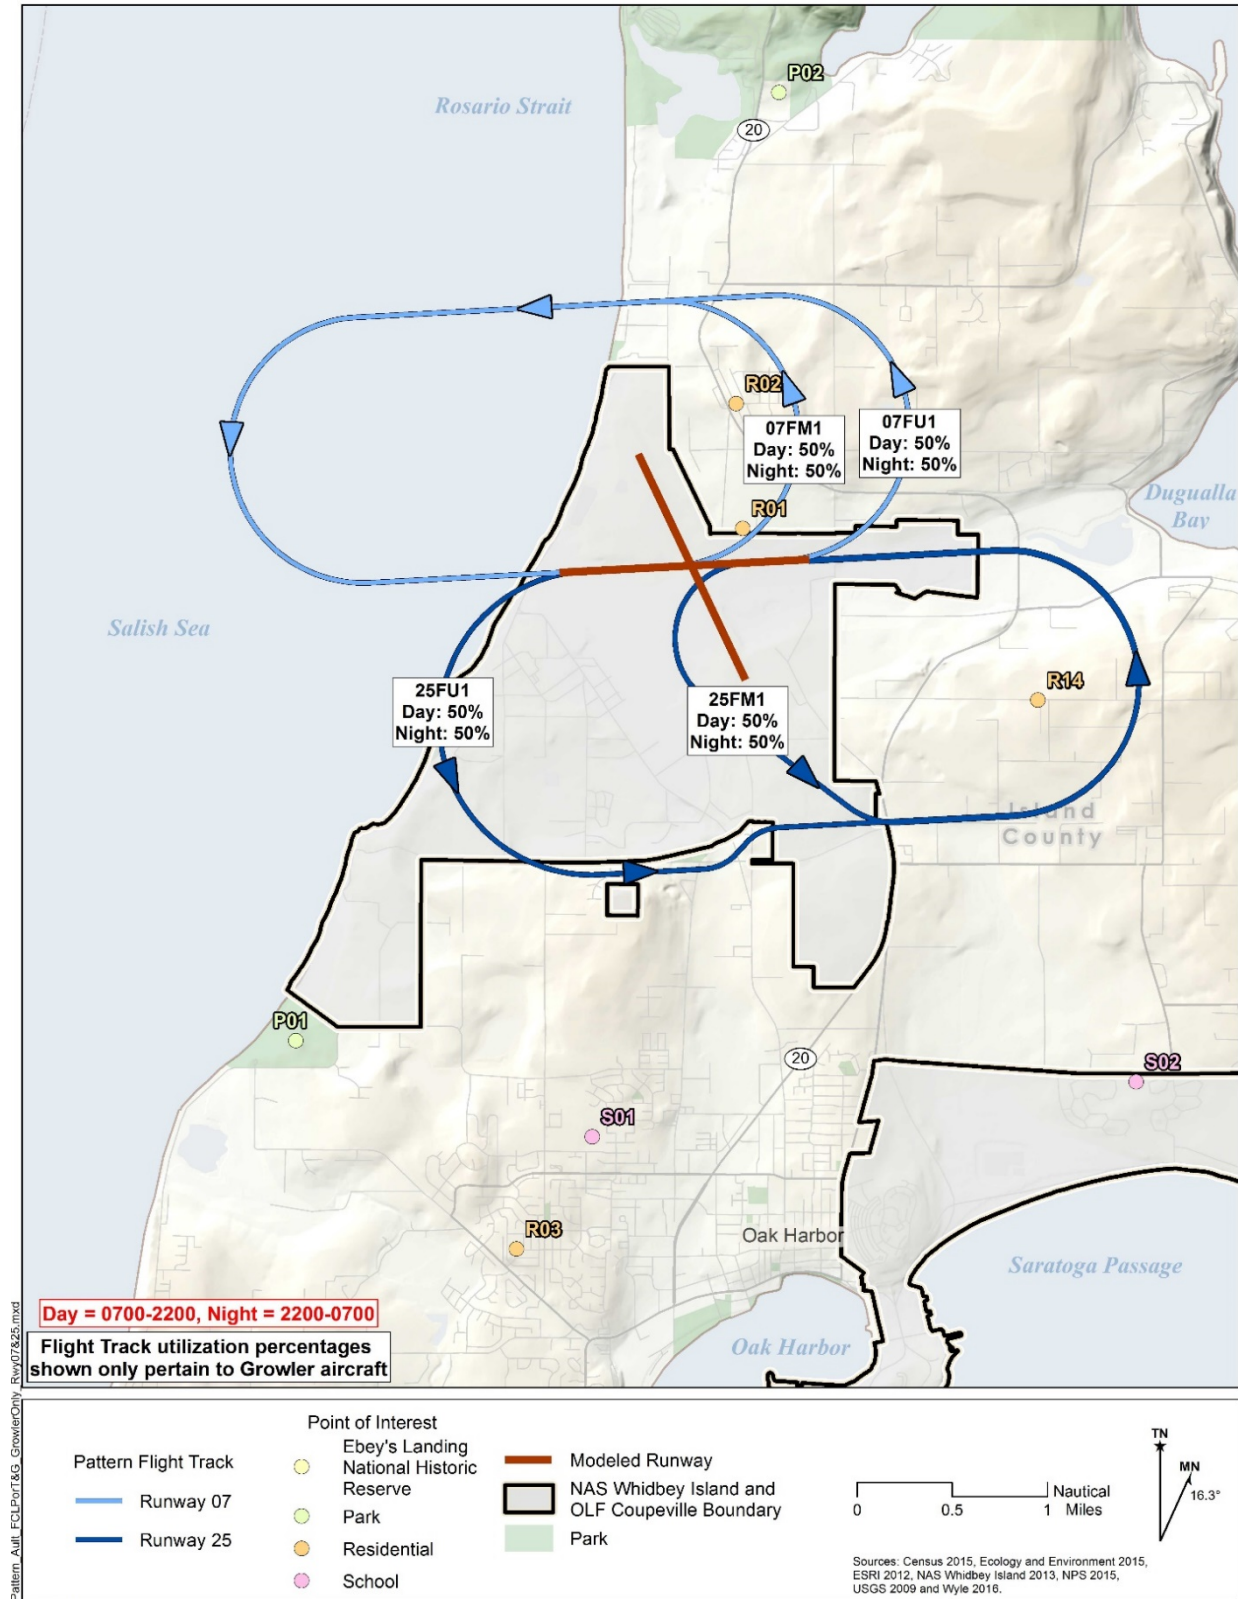 P02
Rosario Strait
20
R02
07FM1
Day: 50%
Night: 50%
07FU1
Day: 50%
Night: 50%
R01
Dugualla
Bay
Salish Sea
25FU1
Day: 50%
Night: 50%
25FM1
Day: 50%
Night: 50%
R14
Island
County
P01
20
S02
S01
R03
Oak Harbor
Saratoga Passage
Oak Harbor
Day = 0700-2200, Night = 2200-0700
Flight Track utilization percentages
shown only pertain to Growler aircraft
Pattern_Ault_FCLPorT&G_GrowlerOnly_Rwy07&25.mxd
Pattern Flight Track
Runway 07
Runway 25
Point of Interest
Ebey's Landing
National Historic
Reserve
Park
Residential
School
Modeled Runway
NAS Whidbey Island and
OLF Coupeville Boundary
Park
0 0.5 1
Nautical
Miles
TN
MN
16.3°
Sources: Census 2015, Ecology and Environment 2015,
ESRI 2012, NAS Whidbey Island 2013, NPS 2015,
USGS 2009 and Wyle 2016.